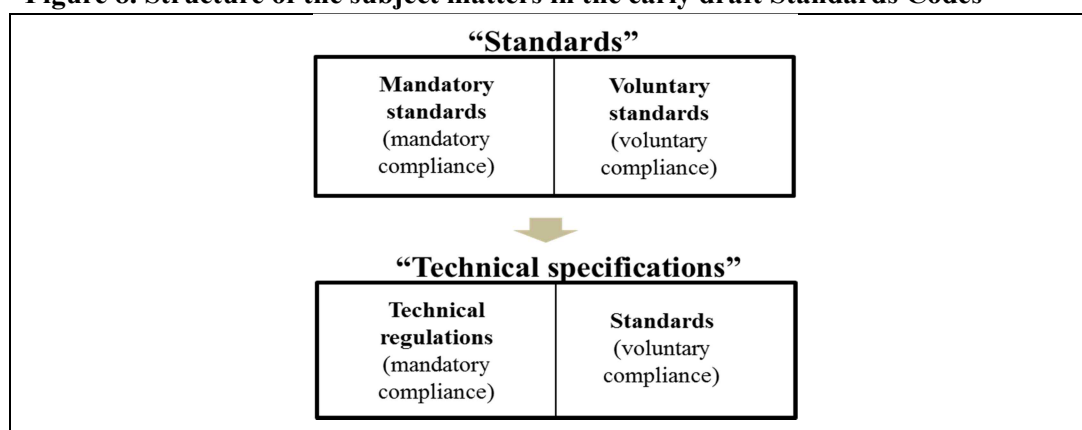 Figure 8. Structure of the subject matters in the early draft Standards Codes
“Standards”
Mandatory
standards
(mandatory
compliance)
Voluntary
standards
(voluntary
compliance)
“Technical specifications”
Technical
regulations
(mandatory
compliance)
Standards
(voluntary
compliance)